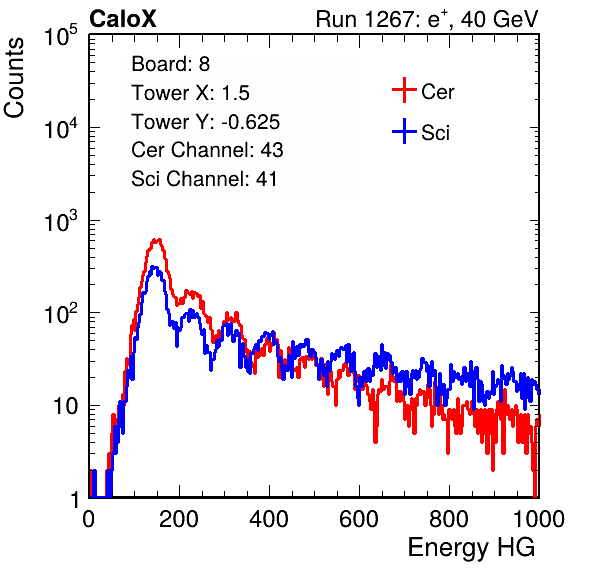 CaloX Run 1267: e⁺, 40 GeV
Counts
10⁵
10⁴
10³
10²
10
1
Board: 8
Tower X: 1.5
Tower Y: -0.625
Cer Channel: 43
Sci Channel: 41
Cer
Sci
0 200 400 600 800 1000
Energy HG